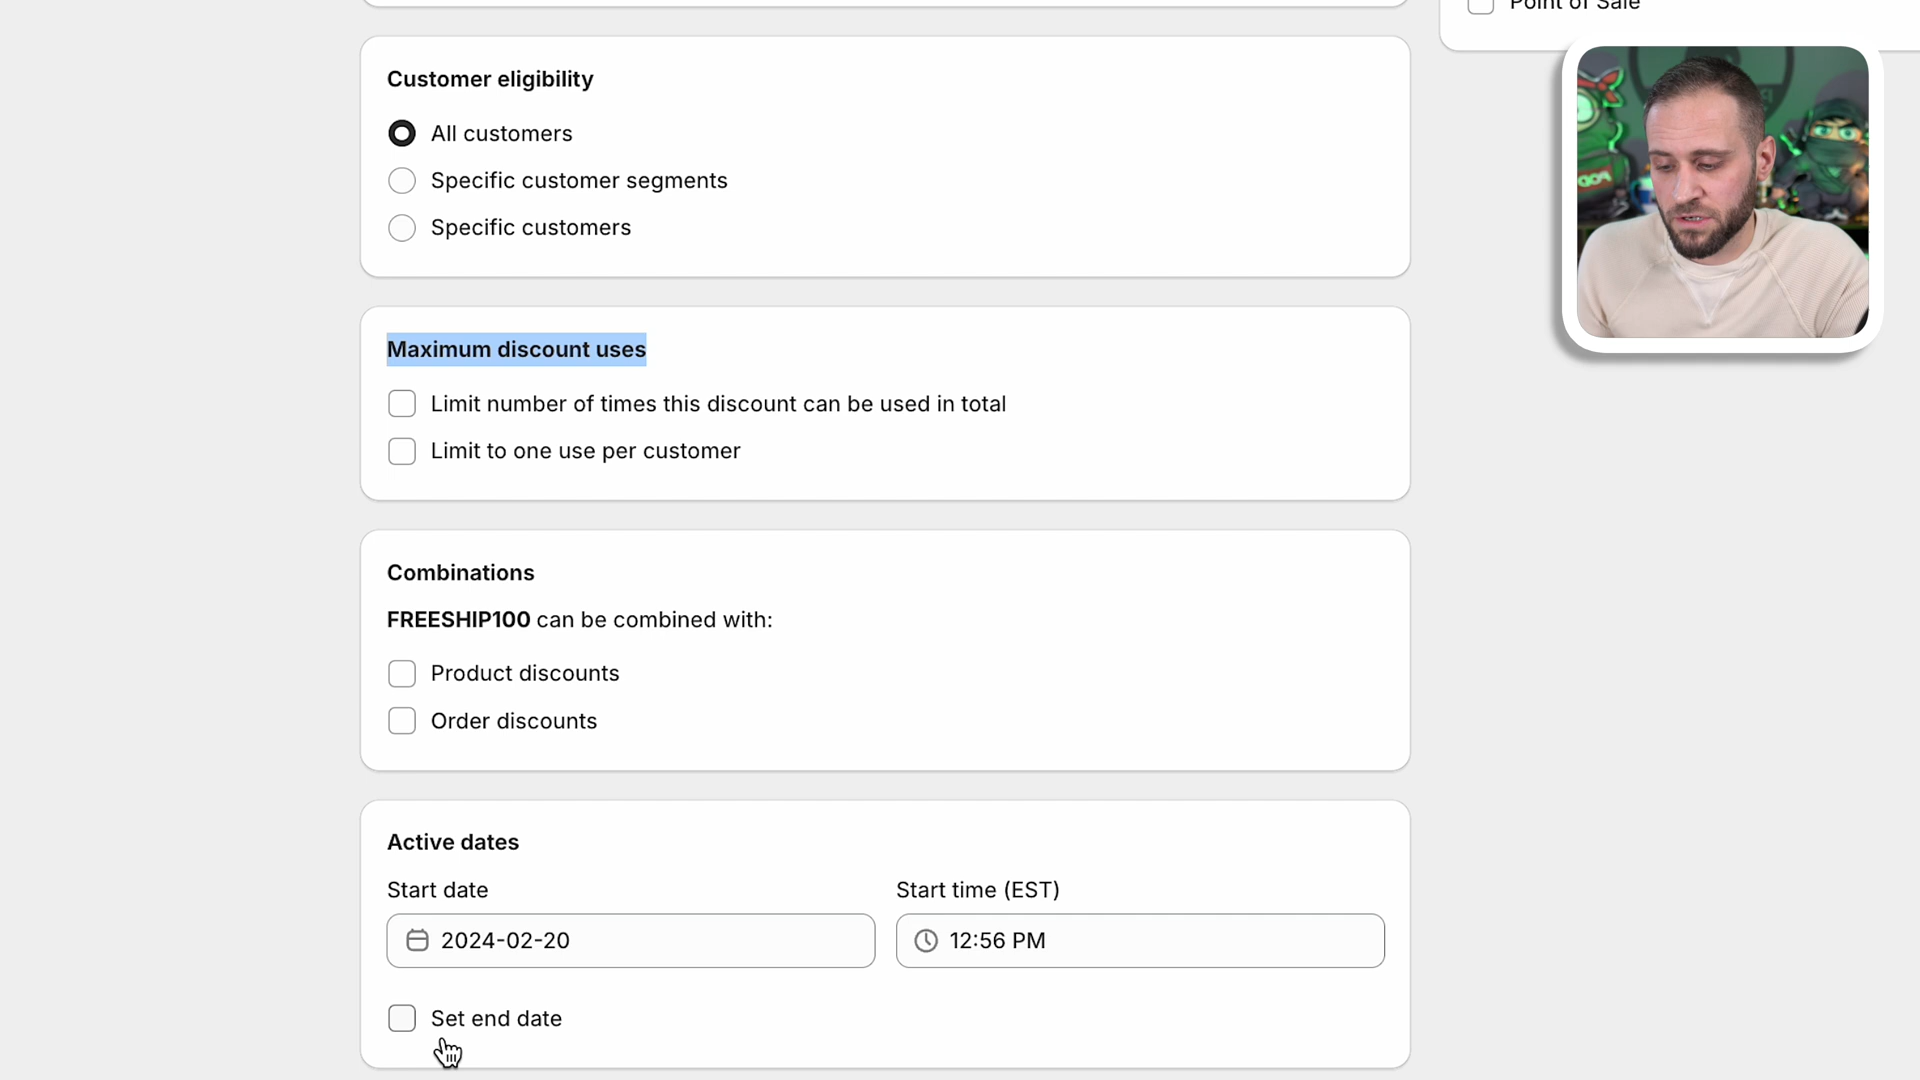 Point of Sale
Customer eligibility
All customers
Specific customer segments
Specific customers
Maximum discount uses
Limit number of times this discount can be used in total
Limit to one use per customer
Combinations
FREESHIP100 can be combined with:
Product discounts
Order discounts
Active dates
Start date
Start time (EST)
2024-02-20
12:56 PM
Set end date